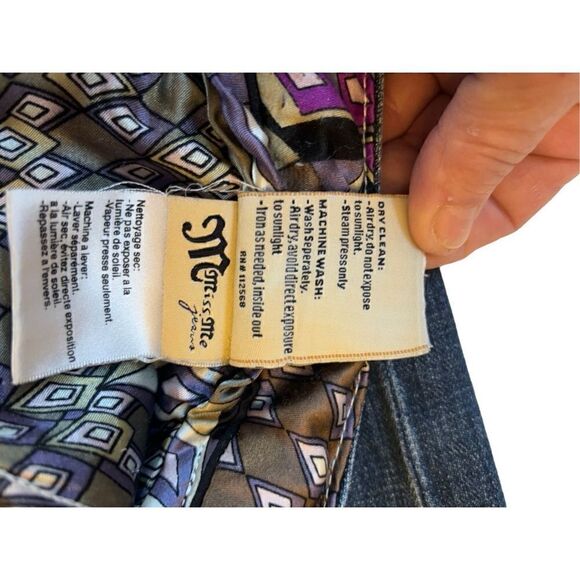 Nettoyage sec:
-Ne pas exposer a la
lumière de soleil.
-Vapeur presse seulement.
Machine a lever:
-Laver séparement.
-Air sec, évitez directe exposition
a la lumière de soleil.
-Repassez a l'envers.
M
Miss Me
jeans
DRY CLEAN:
-Air dry, do not expose
to sunlight.
-Steam press only
MACHINE WASH:
-Wash Seperately.
-Air dry, avoid direct exposure
to sunlight
-Iron as needed, inside out
RN# 112568